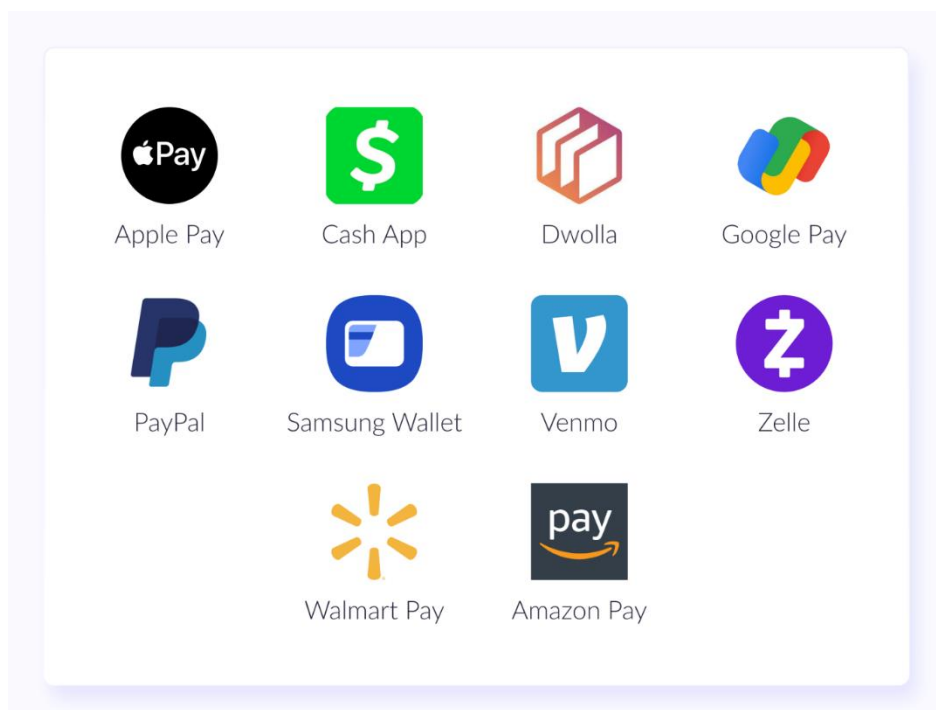 Pay
Apple Pay
$
Cash App
Dwolla
Google Pay
PayPal
Samsung Wallet
V
Venmo
Z
Zelle
Walmart Pay
pay
Amazon Pay